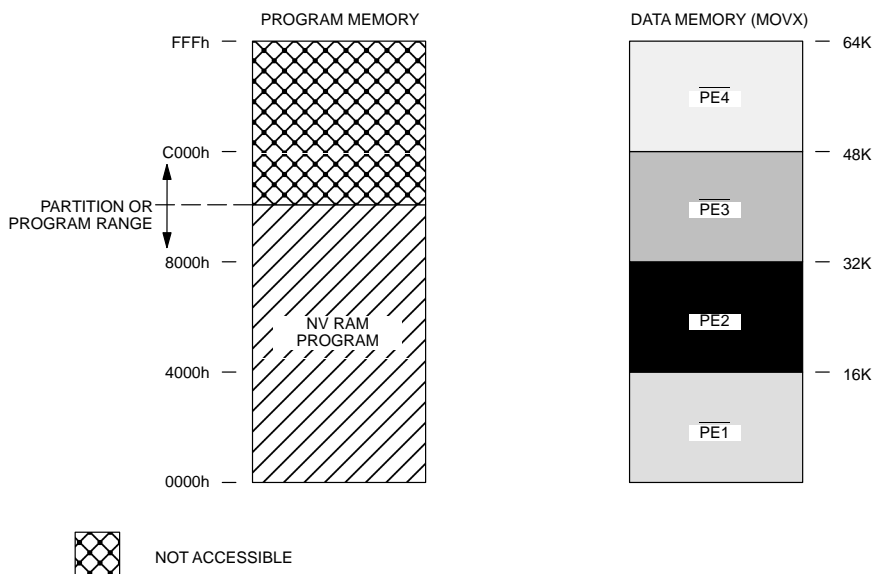 PROGRAM MEMORY
DATA MEMORY (MOVX)
FFFh
64K
PE4
C000h
48K
PARTITION OR
PROGRAM RANGE
PE3
8000h
32K
NV RAM
PROGRAM
PE2
4000h
16K
PE1
0000h
NOT ACCESSIBLE